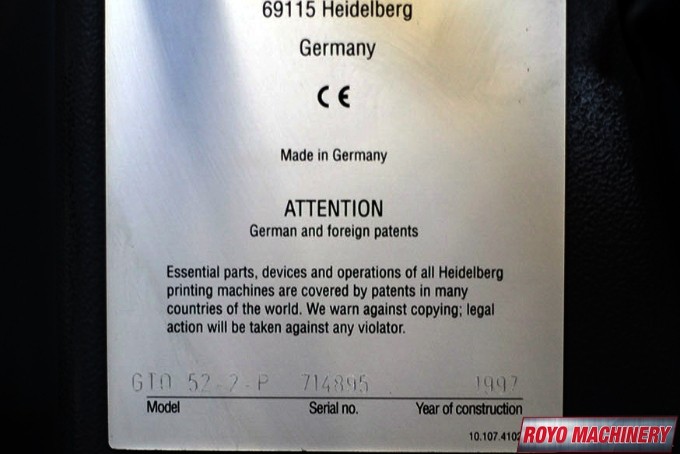 69115 Heidelberg
Germany
CE
Made in Germany
ATTENTION
German and foreign patents
Essential parts, devices and operations of all Heidelberg
printing machines are covered by patents in many
countries of the world. We warn against copying; legal
action will be taken against any violator.
GTO 52-2-P 714895 1997
Model Serial no. Year of construction
ROYO MACHINERY